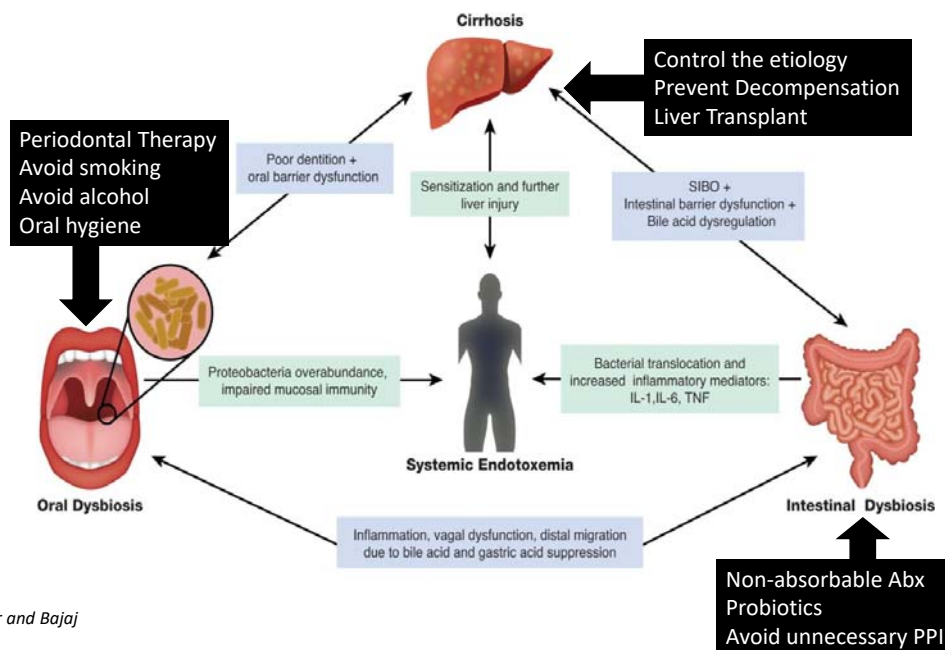 Cirrhosis
Control the etiology
Prevent Decompensation
Liver Transplant
Periodontal Therapy
Avoid smoking
Avoid alcohol
Oral hygiene
Poor dentition +
oral barrier dysfunction
Sensitization and further
liver injury
SIBO +
Intestinal barrier dysfunction +
Bile acid dysregulation
Proteobacteria overabundance,
impaired mucosal immunity
Bacterial translocation and
increased inflammatory mediators:
IL-1,IL-6, TNF
Systemic Endotoxemia
Oral Dysbiosis
Intestinal Dysbiosis
Inflammation, vagal dysfunction, distal migration
due to bile acid and gastric acid suppression
Non-absorbable Abx
Probiotics
Avoid unnecessary PPI
and Bajaj